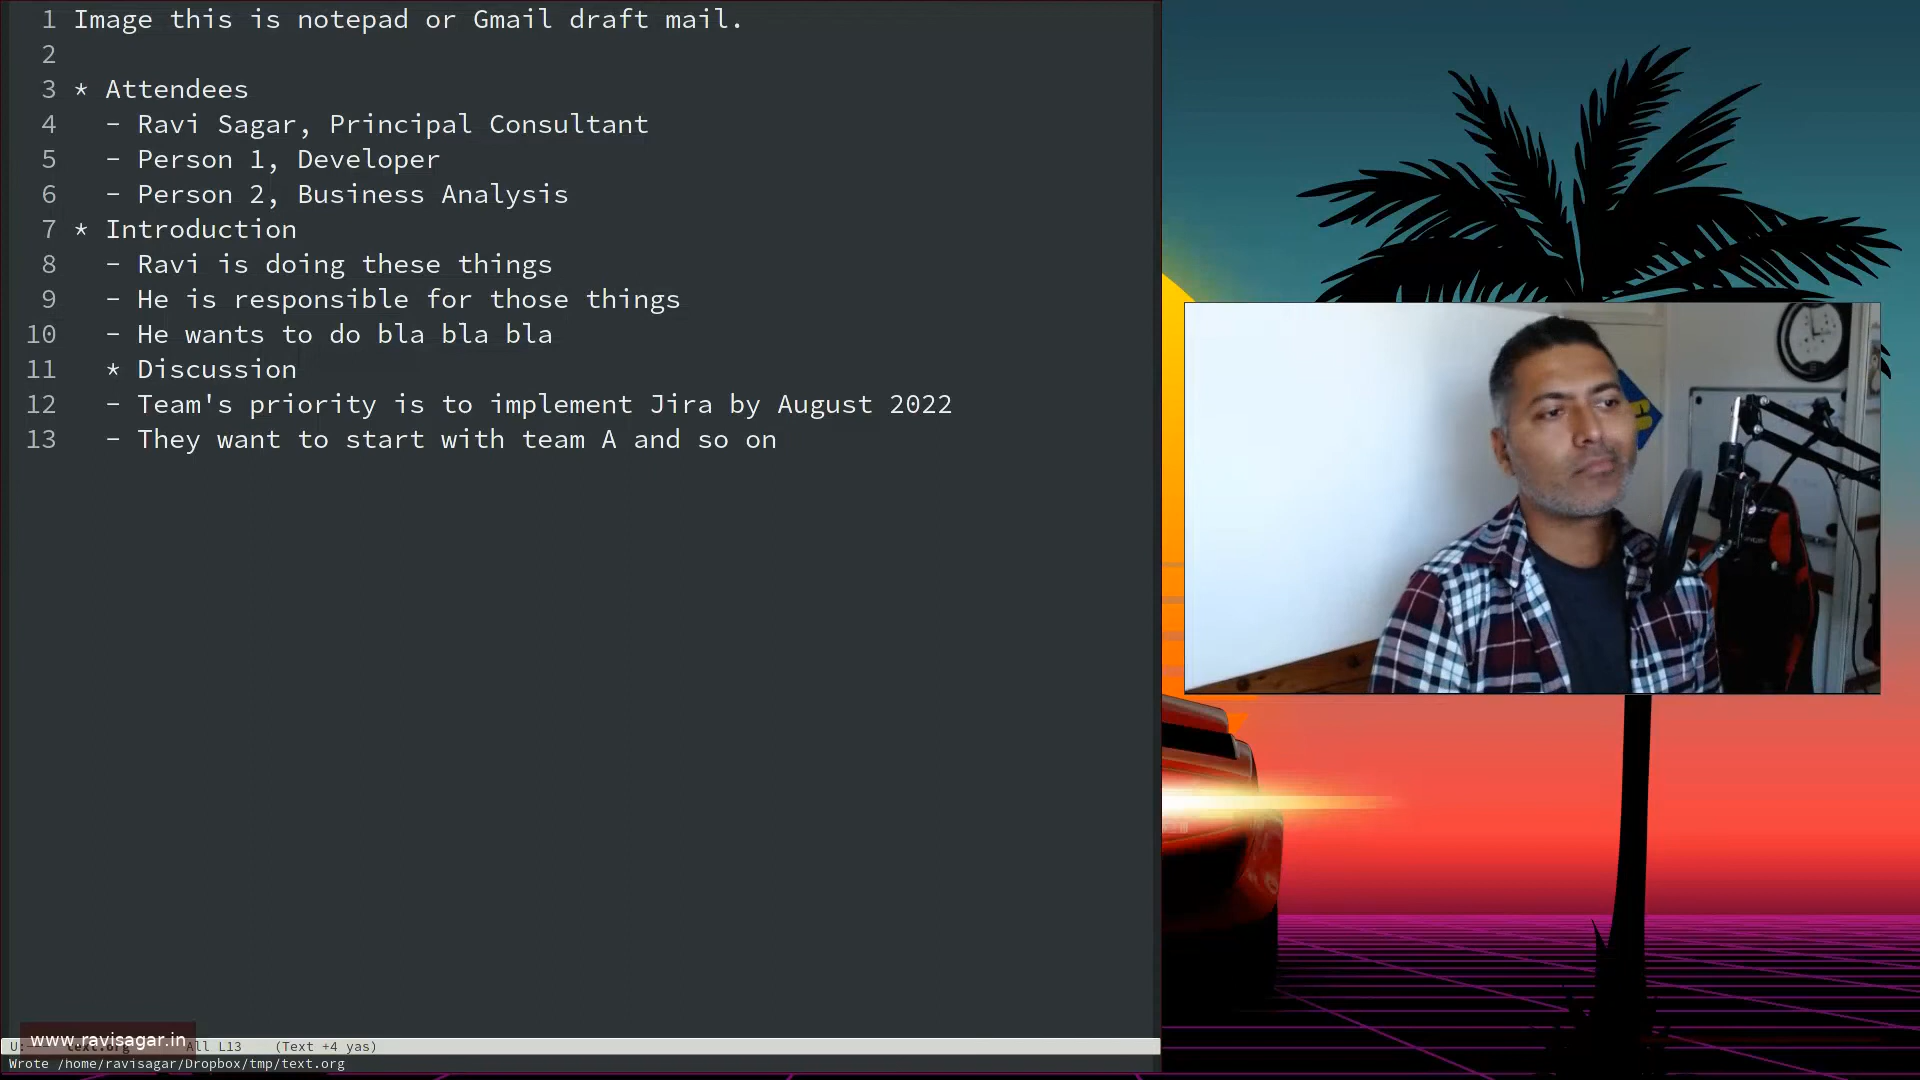 1 Image this is notepad or Gmail draft mail.
2
3 * Attendees
4 - Ravi Sagar, Principal Consultant
5 - Person 1, Developer
6 - Person 2, Business Analysis
7 * Introduction
8 - Ravi is doing these things
9 - He is responsible for those things
10 - He wants to do bla bla bla
11 * Discussion
12 - Team's priority is to implement Jira by August 2022
13 - They want to start with team A and so on
www.ravisagar.in
U: text.org All L13 (Text +4 yas)
Wrote /home/ravisagar/Dropbox/tmp/text.org